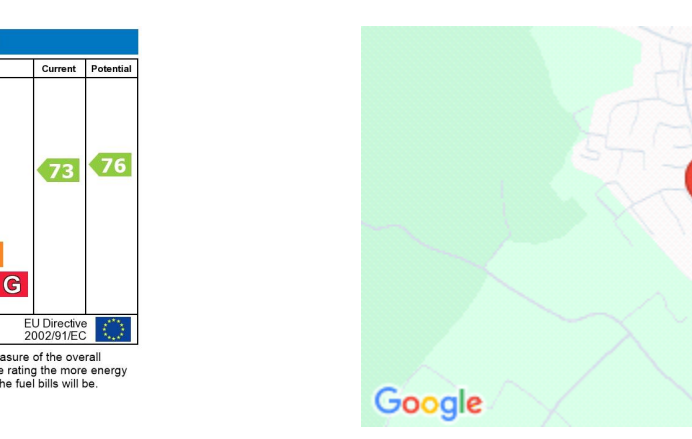 Current Potential
73 76
G
EU Directive
2002/91/EC
asure of the overall
e rating the more energy
he fuel bills will be.
Google